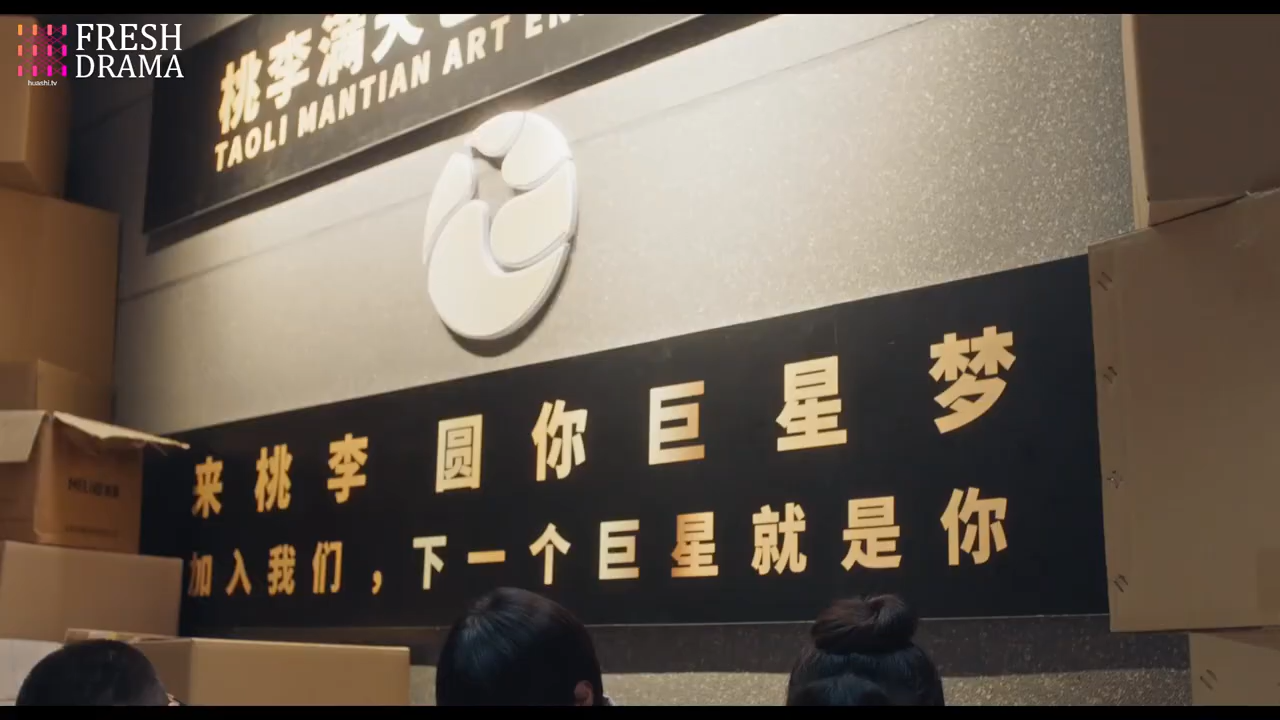 FRESH
DRAMA
huashi.tv
桃李满天
TAOLI MANTIAN ART
来桃李 圆你巨星梦
加入我们，下一个巨星就是你